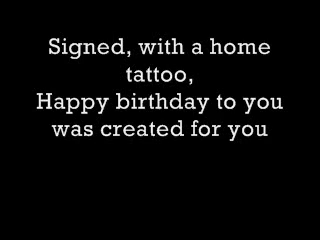 Signed, with a home
tattoo,
Happy birthday to you
was created for you